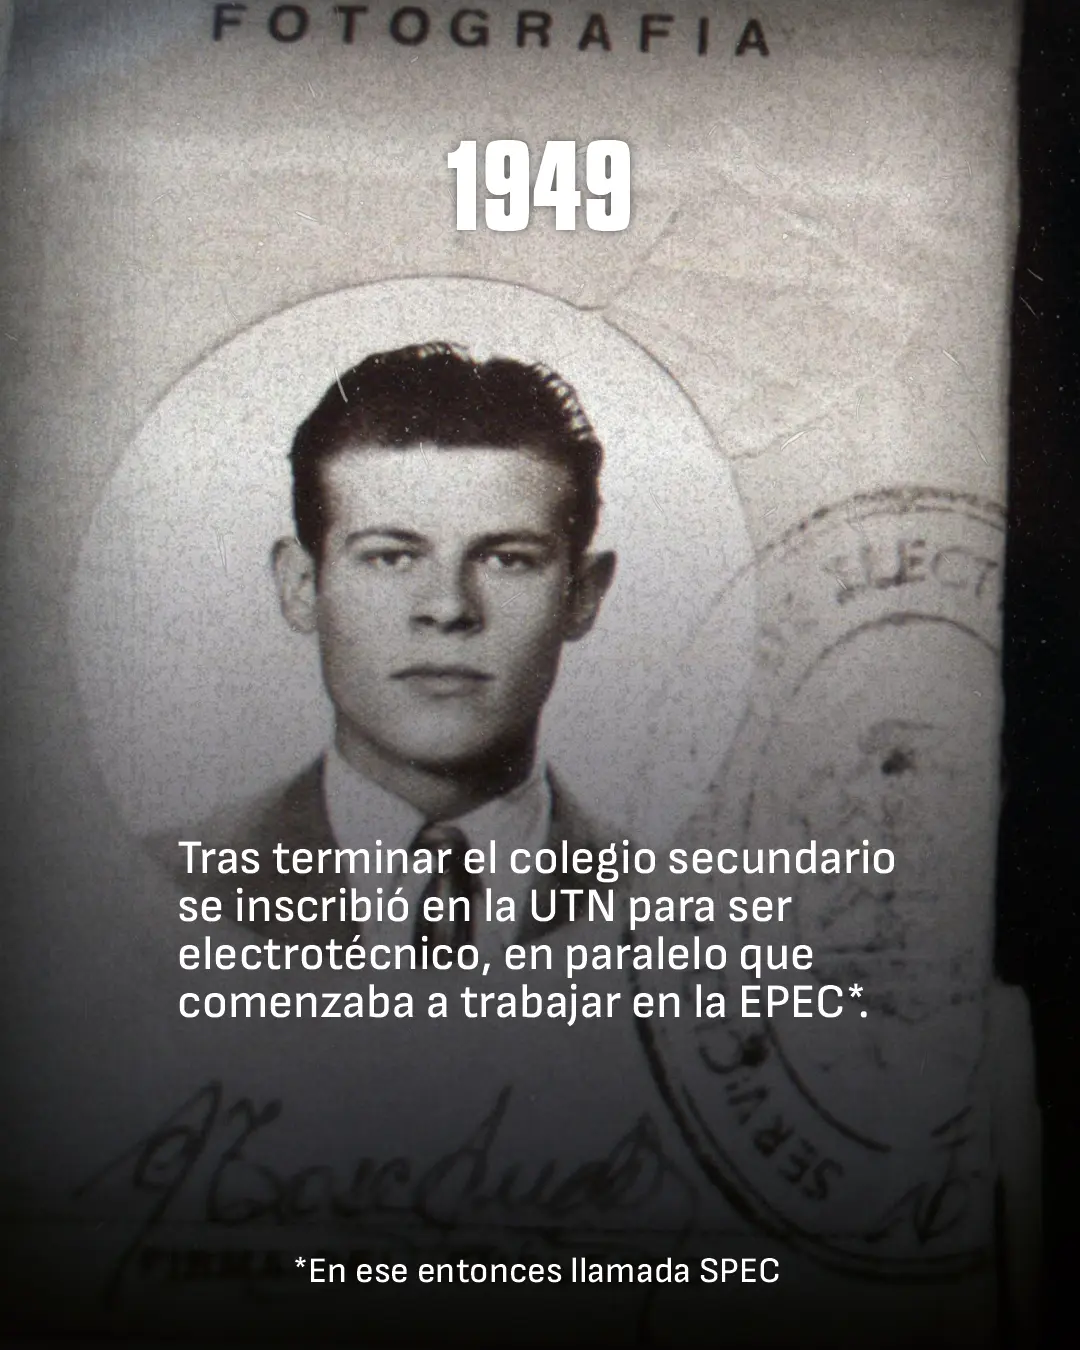 FOTOGRAFIA
1949
ELECT
Tras terminar el colegio secundario
se inscribió en la UTN para ser
electrotécnico, en paralelo que
comenzaba a trabajar en la EPEC*.
SERVIC
*En ese entonces llamada SPEC